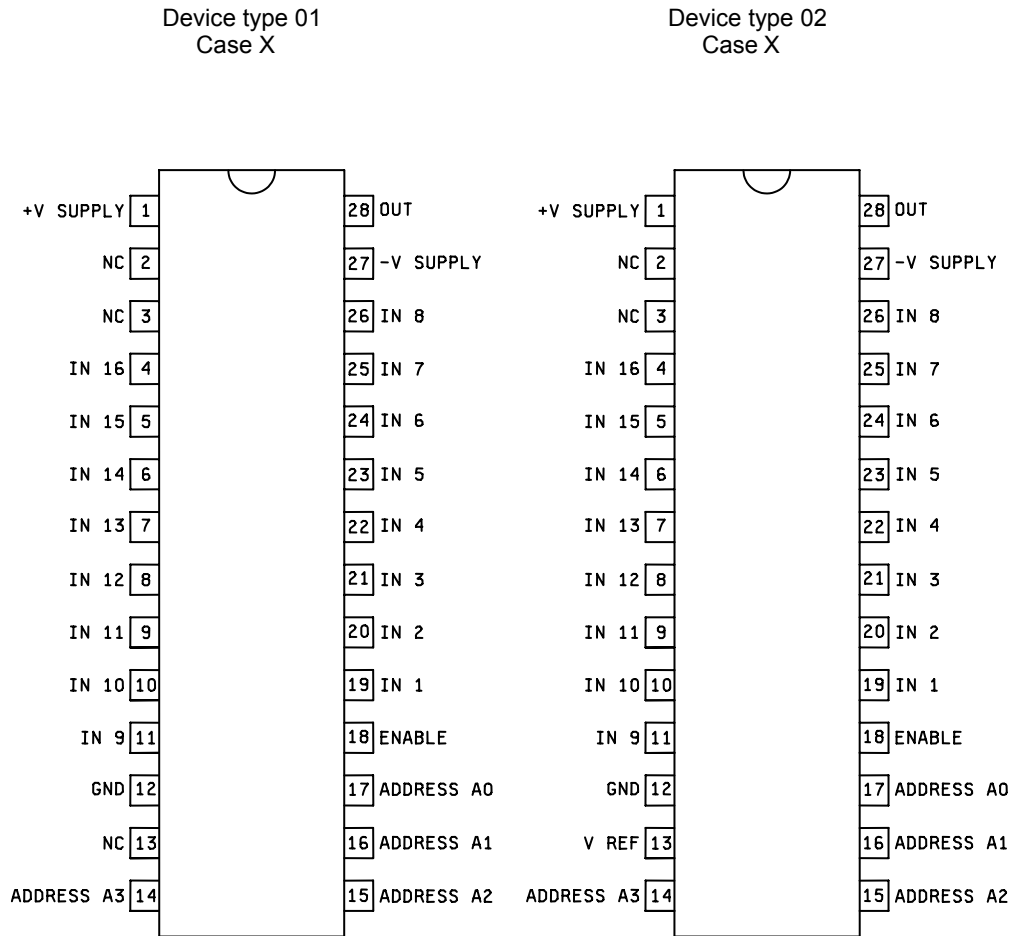 Device type 01
Case X
Device type 02
Case X
+V SUPPLY 1
28 OUT
NC 2
27 -V SUPPLY
NC 3
26 IN 8
IN 16 4
25 IN 7
IN 15 5
24 IN 6
IN 14 6
23 IN 5
IN 13 7
22 IN 4
IN 12 8
21 IN 3
IN 11 9
20 IN 2
IN 10 10
19 IN 1
IN 9 11
18 ENABLE
GND 12
17 ADDRESS A0
NC 13
16 ADDRESS A1
ADDRESS A3 14
15 ADDRESS A2
+V SUPPLY 1
28 OUT
NC 2
27 -V SUPPLY
NC 3
26 IN 8
IN 16 4
25 IN 7
IN 15 5
24 IN 6
IN 14 6
23 IN 5
IN 13 7
22 IN 4
IN 12 8
21 IN 3
IN 11 9
20 IN 2
IN 10 10
19 IN 1
IN 9 11
18 ENABLE
GND 12
17 ADDRESS A0
V REF 13
16 ADDRESS A1
ADDRESS A3 14
15 ADDRESS A2